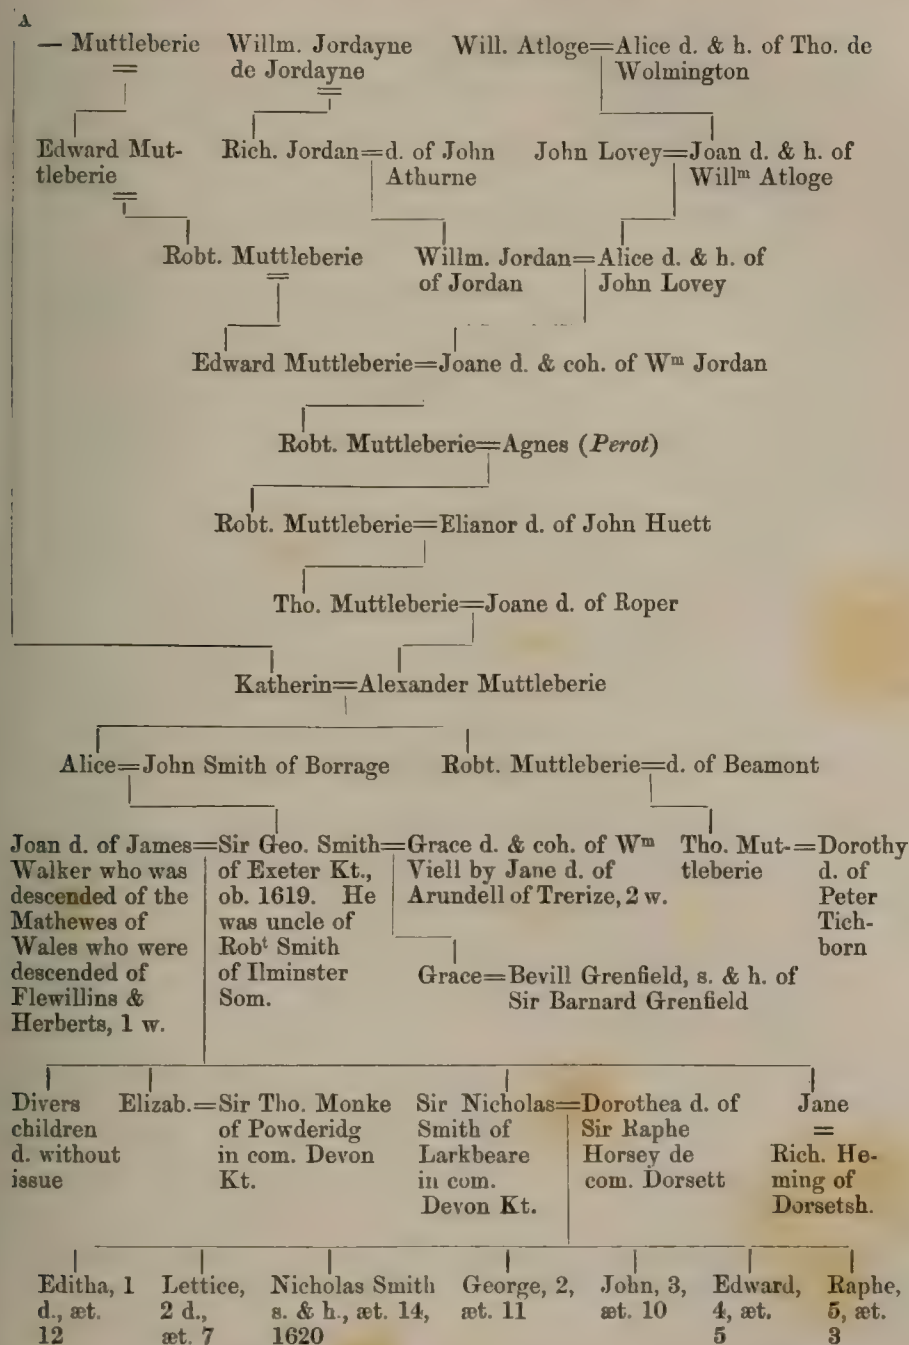 A
— Muttleberie Willm. Jordayne Will. Atloge=Alice d. & h. of Tho. de
= de Jordayne Wolmington
=
Edward Mut- Rich. Jordan=d. of John John Lovey=Joan d. & h. of
tleberie Athurne Willᵐ Atloge
=
Robt. Muttleberie Willm. Jordan=Alice d. & h. of
= of Jordan John Lovey
Edward Muttleberie=Joane d. & coh. of Wᵐ Jordan
Robt. Muttleberie=Agnes (Perot)
Robt. Muttleberie=Elianor d. of John Huett
Tho. Muttleberie=Joane d. of Roper
Katherin=Alexander Muttleberie
Alice=John Smith of Borrage Robt. Muttleberie=d. of Beamont
Joan d. of James=Sir Geo. Smith=Grace d. & coh. of Wᵐ Tho. Mut-=Dorothy
Walker who was of Exeter Kt., Viell by Jane d. of tleberie d. of
descended of the ob. 1619. He Arundell of Trerize, 2 w. Peter
Mathewes of was uncle of Tich-
Wales who were Robᵗ Smith born
descended of of Ilminster Grace=Bevill Grenfield, s. & h. of
Flewillins & Som. Sir Barnard Grenfield
Herberts, 1 w.
Divers Elizab.=Sir Tho. Monke Sir Nicholas=Dorothea d. of Jane
children of Powderidg Smith of Sir Raphe =
d. without in com. Devon Larkbeare Horsey de Rich. He-
issue Kt. in com. com. Dorsett ming of
Devon Kt. Dorsetsh.
Editha, 1 Lettice, Nicholas Smith George, 2, John, 3, Edward, Raphe,
d., æt. 2 d., s. & h., æt. 14, æt. 11 æt. 10 4, æt. 5, æt.
12 æt. 7 1620 5 3